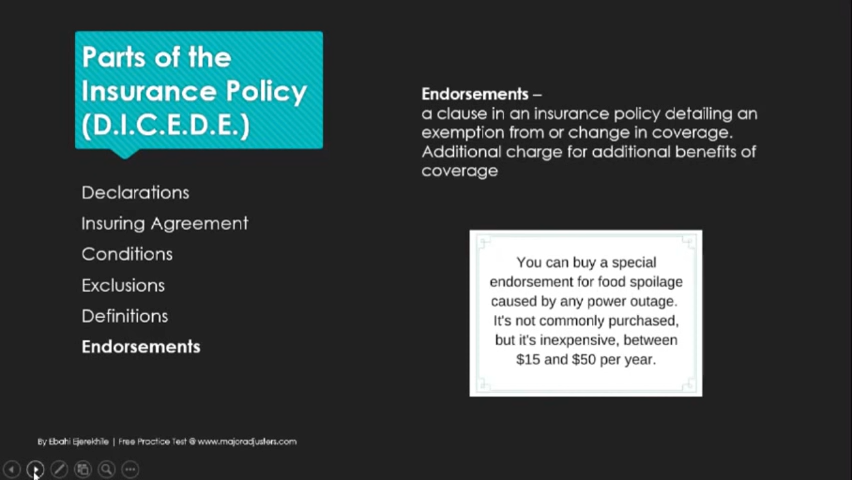 Parts of the
Insurance Policy
(D.I.C.E.D.E.)
Declarations
Insuring Agreement
Conditions
Exclusions
Definitions
Endorsements
Endorsements –
a clause in an insurance policy detailing an
exemption from or change in coverage.
Additional charge for additional benefits of
coverage
You can buy a special
endorsement for food spoilage
caused by any power outage.
It's not commonly purchased,
but it's inexpensive, between
$15 and $50 per year.
By Ebahi Ejerekhile | Free Practice Test @ www.majoradjusters.com